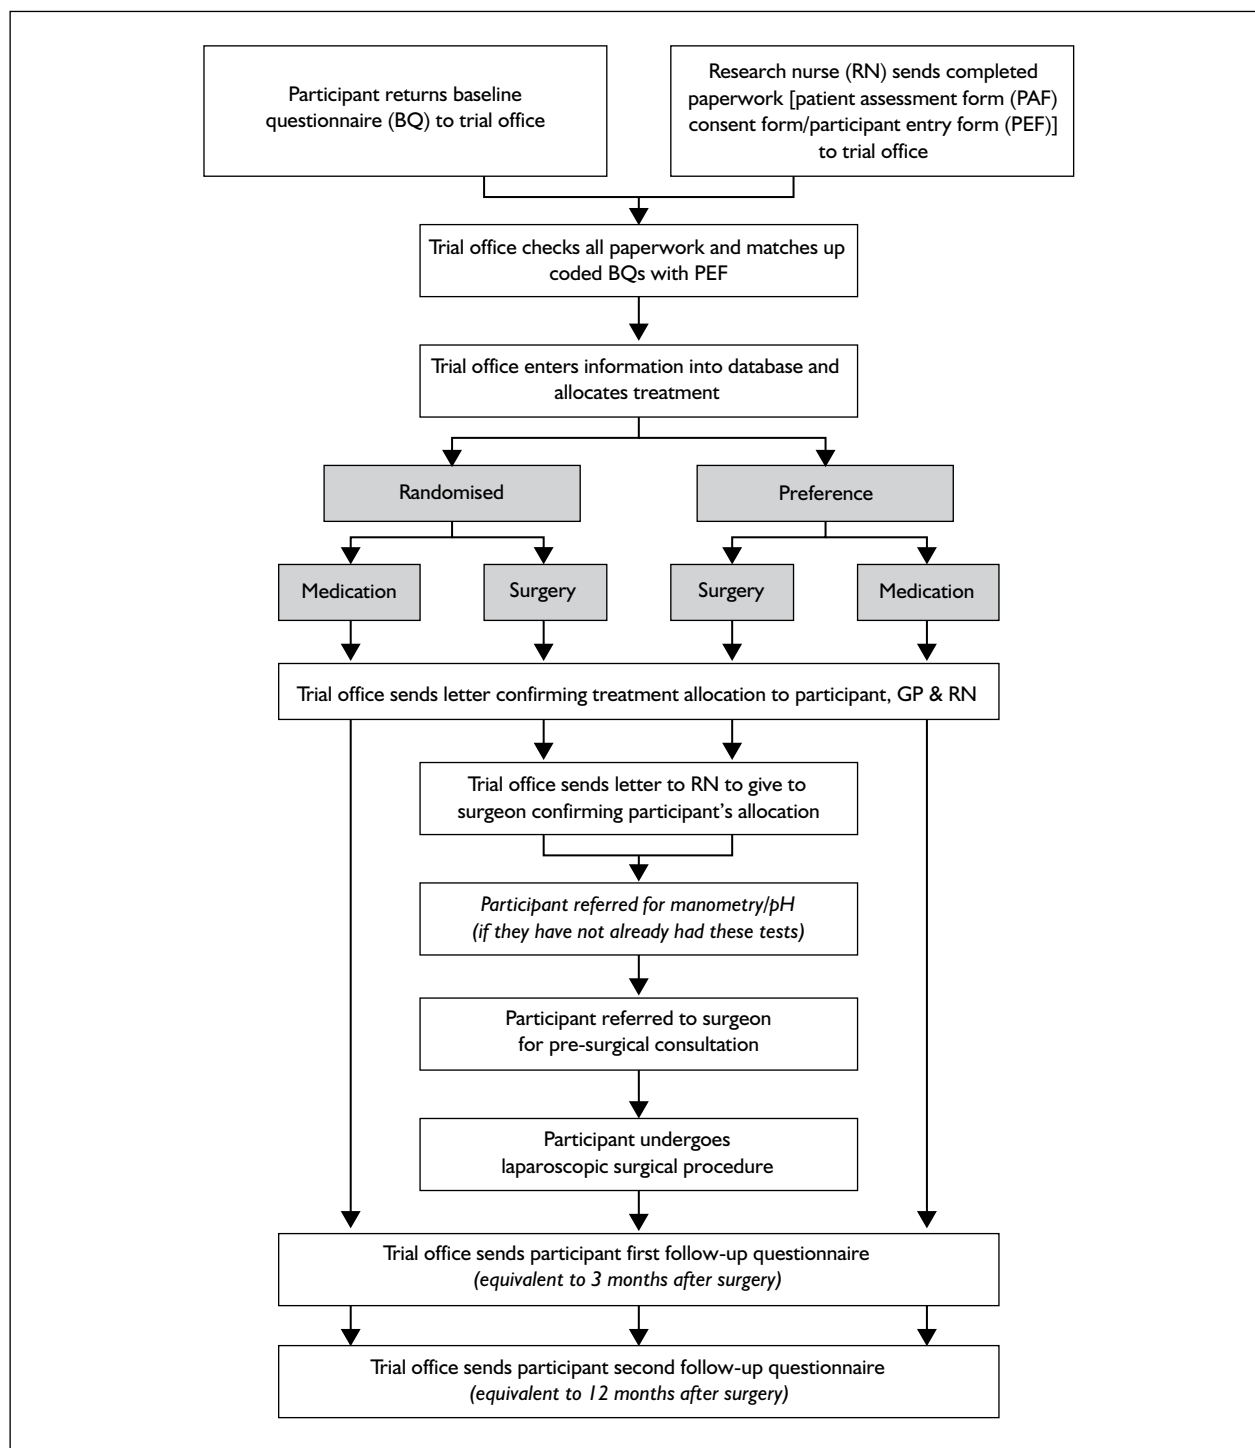 Participant returns baseline
questionnaire (BQ) to trial office
Research nurse (RN) sends completed
paperwork [patient assessment form (PAF)
consent form/participant entry form (PEF)]
to trial office
Trial office checks all paperwork and matches up
coded BQs with PEF
Trial office enters information into database and
allocates treatment
Randomised
Preference
Medication
Surgery
Surgery
Medication
Trial office sends letter confirming treatment allocation to participant, GP & RN
Trial office sends letter to RN to give to
surgeon confirming participant's allocation
Participant referred for manometry/pH
(if they have not already had these tests)
Participant referred to surgeon
for pre-surgical consultation
Participant undergoes
laparoscopic surgical procedure
Trial office sends participant first follow-up questionnaire
(equivalent to 3 months after surgery)
Trial office sends participant second follow-up questionnaire
(equivalent to 12 months after surgery)